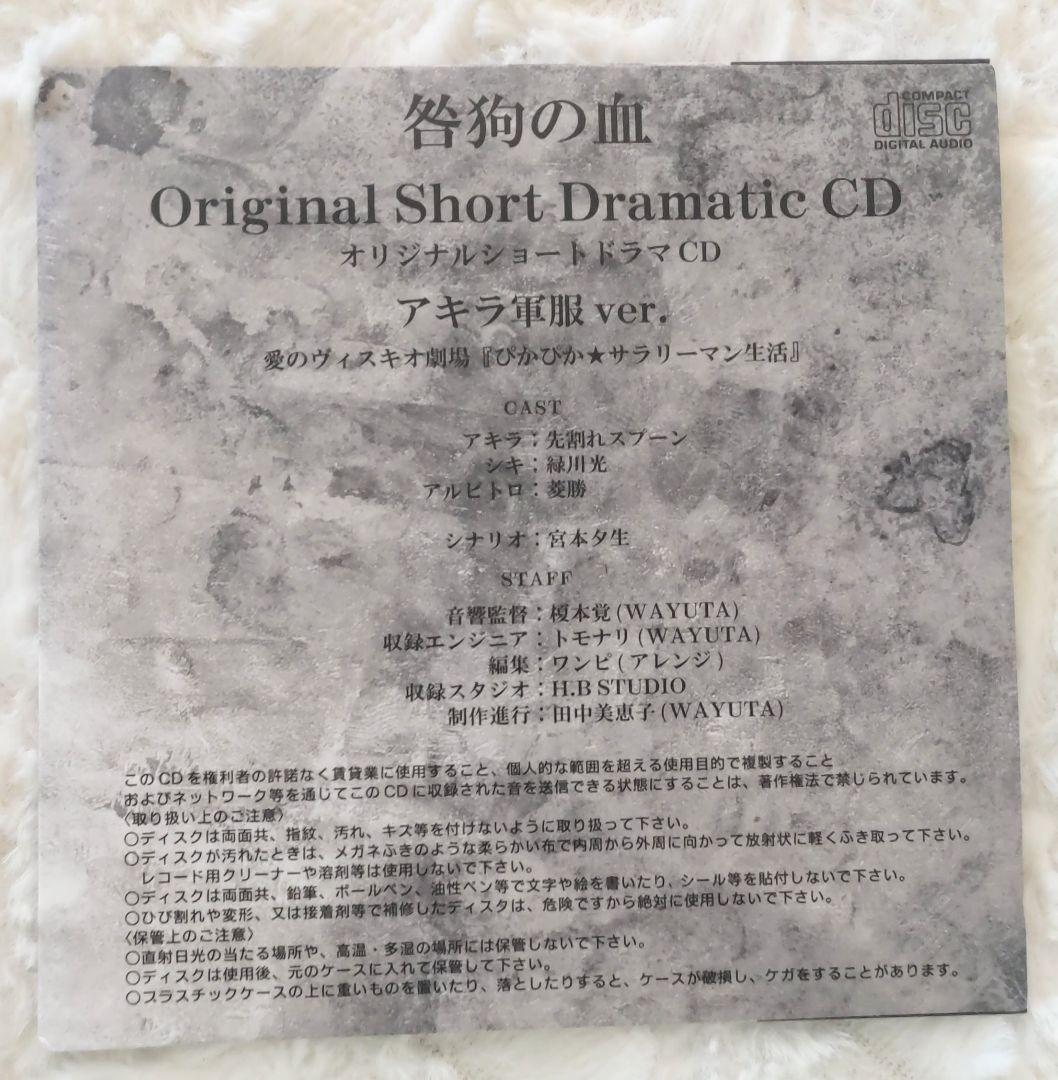 咎狗の血
COMPACT
disc
DIGITAL AUDIO
Original Short Dramatic CD
オリジナルショートドラマCD
アキラ軍服 ver.
愛のヴィスキオ劇場『ぴかぴか★サラリーマン生活』
CAST
アキラ：先割れスプーン
シキ：緑川光
アルビトロ：菱勝
シナリオ：宮本夕生
STAFF
音響監督：榎本覚(WAYUTA)
収録エンジニア：トモナリ(WAYUTA)
編集：ワンピ(アレンジ)
収録スタジオ：H.B STUDIO
制作進行：田中美恵子(WAYUTA)
このCDを権利者の許諾なく賃貸業に使用すること、個人的な範囲を超える使用目的で複製すること
およびネットワーク等を通じてこのCDに収録された音を送信できる状態にすることは、著作権法で禁じられています。
〈取り扱い上のご注意〉
○ディスクは両面共、指紋、汚れ、キズ等を付けないように取り扱って下さい。
○ディスクが汚れたときは、メガネふきのような柔らかい布で内周から外周に向かって放射状に軽くふき取って下さい。
レコード用クリーナーや溶剤等は使用しないで下さい。
○ディスクは両面共、鉛筆、ボールペン、油性ペン等で文字や絵を書いたり、シール等を貼付しないで下さい。
○ひび割れや変形、又は接着剤等で補修したディスクは、危険ですから絶対に使用しないで下さい。
〈保管上のご注意〉
○直射日光の当たる場所や、高温・多湿の場所には保管しないで下さい。
○ディスクは使用後、元のケースに入れて保管して下さい。
○プラスチックケースの上に重いものを置いたり、落としたりすると、ケースが破損し、ケガをすることがあります。